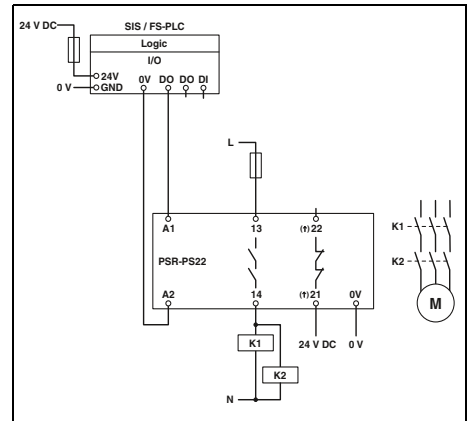 24 V DC
SIS / FS-PLC
Logic
I/O
24V 0V DO DO DI
0 V GND
L
A1 13 (↑) 22
K1
PSR-PS22
K2
A2 14 (↑) 21 0V
M
K1 24 V DC 0 V
K2
N